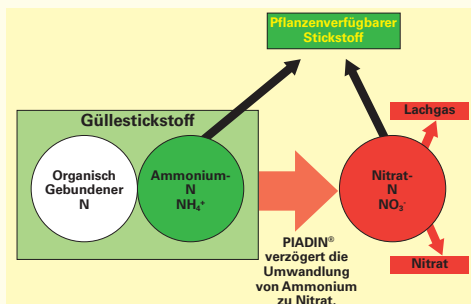 Pflanzenverfügbarer
Stickstoff
Güllestickstoff
Lachgas
Organisch
Gebundener
N
Ammonium-
N
NH₄⁺
Nitrat-
N
NO₃⁻
PIADIN®
verzögert die
Umwandlung
von Ammonium
zu Nitrat.
Nitrat